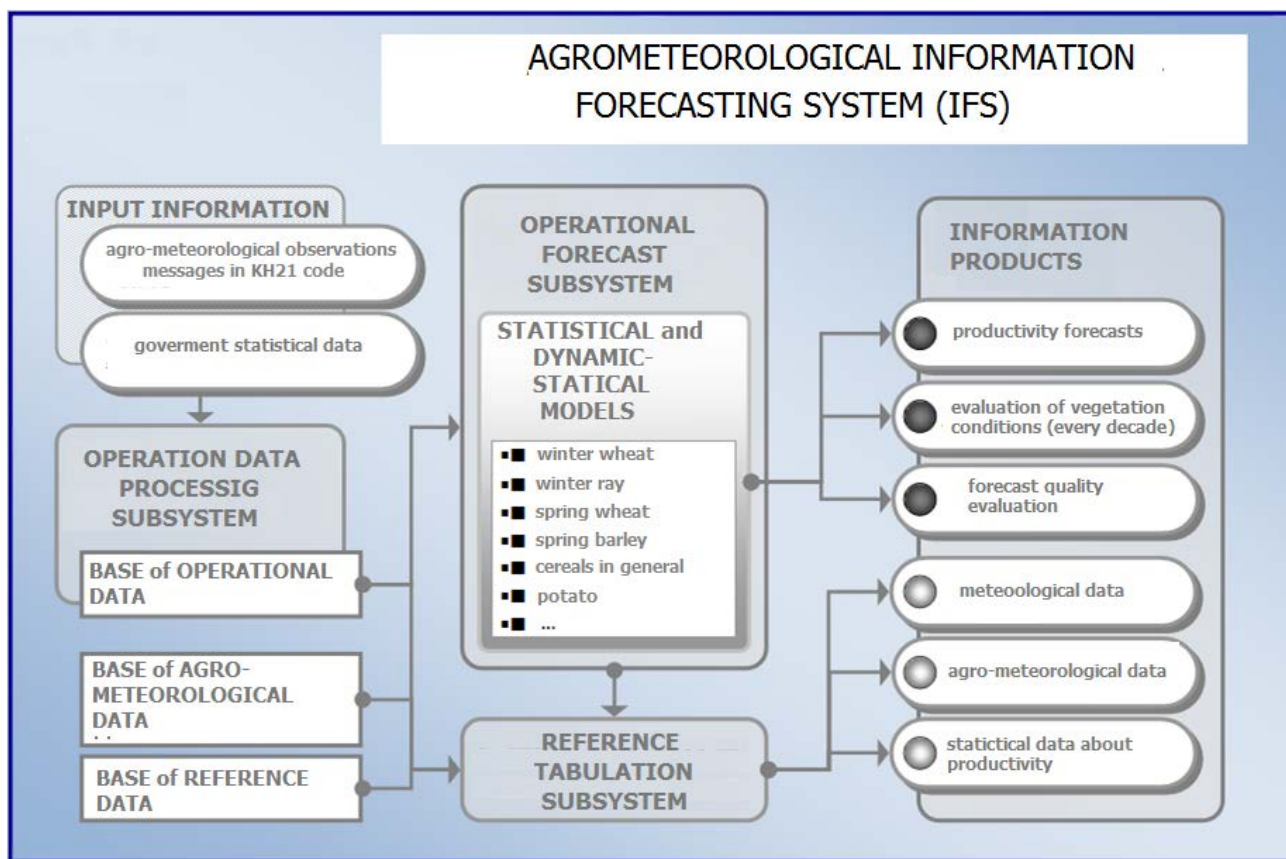 AGROMETEOROLOGICAL INFORMATION
FORECASTING SYSTEM (IFS)
INPUT INFORMATION
agro-meteorological observations
messages in KH21 code
goverment statistical data
OPERATION DATA
PROCESSIG
SUBSYSTEM
BASE of OPERATIONAL
DATA
BASE of AGRO-
METEOROLOGICAL
DATA
BASE of REFERENCE
DATA
OPERATIONAL
FORECAST
SUBSYSTEM
STATISTICAL and
DYNAMIC-
STATICAL
MODELS
winter wheat
winter ray
spring wheat
spring barley
cereals in general
potato
...
REFERENCE
TABULATION
SUBSYSTEM
INFORMATION
PRODUCTS
productivity forecasts
evaluation of vegetation
conditions (every decade)
forecast quality
evaluation
meteoological data
agro-meteorological data
statictical data about
productivity